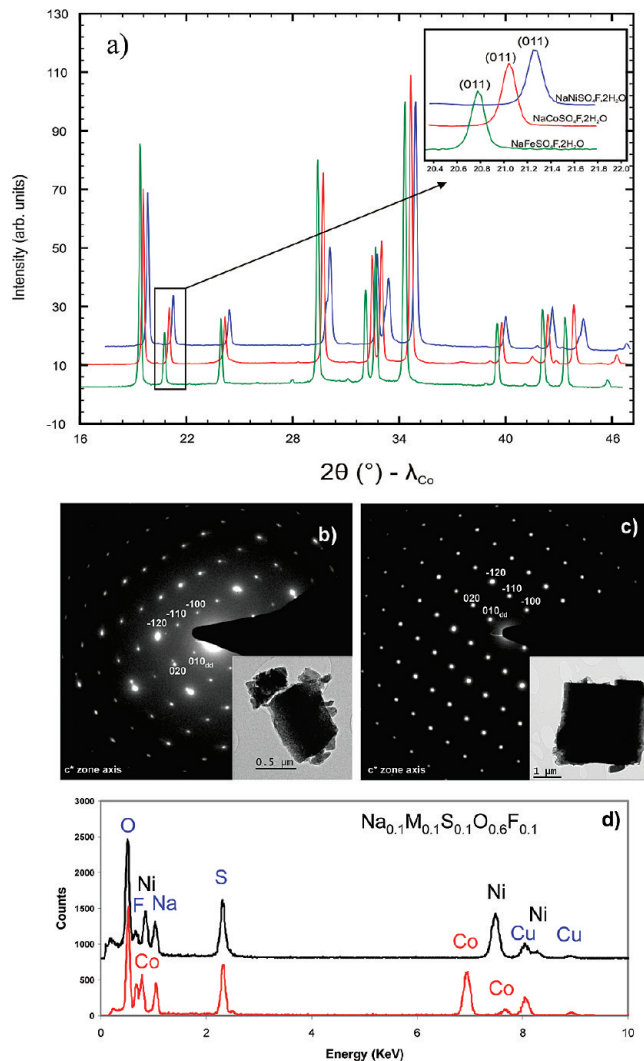 a)
130
110
90
70
50
30
10
-10
Intensity (arb. units)
16 22 28 34 40 46
2θ (°) - λCo
(011)
(011)
(011)
NaNiSO₄F,2H₂O
NaCoSO₄F,2H₂O
NaFeSO₄F,2H₂O
20.4 20.6 20.8 21.0 21.2 21.4 21.6 21.8 22.0
b)
-100
-110
-120
010dd
020
c* zone axis
0.5 µm
c)
-120
-110
-100
020
010dd
c* zone axis
1 µm
d)
Na0.1M0.1S0.1O0.6F0.1
3000
2500
2000
1500
1000
500
0
Counts
O
F
Ni
Na
S
Ni
Ni
Cu
Cu
Co
Co
Co
0 2 4 6 8 10
Energy (KeV)